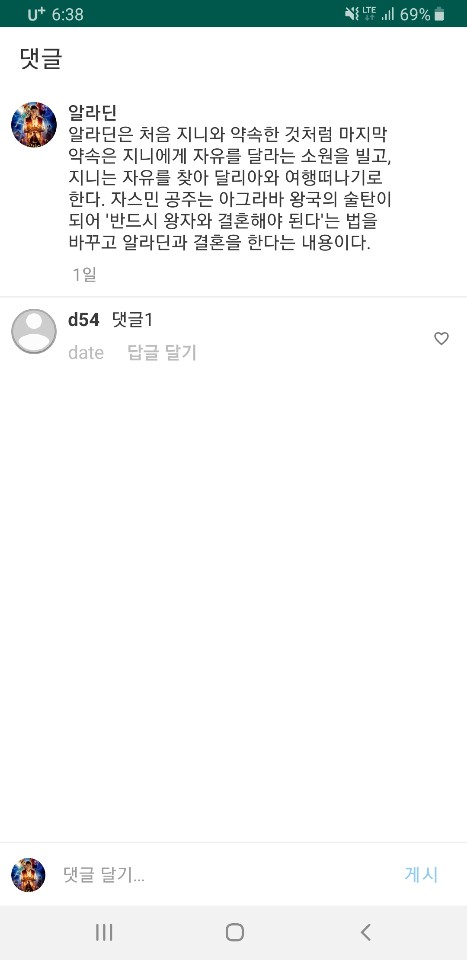 U+ 6:38 LTE 69%
댓글
알라딘
알라딘은 처음 지니와 약속한 것처럼 마지막
약속은 지니에게 자유를 달라는 소원을 빌고,
지니는 자유를 찾아 달리아와 여행떠나기로
한다. 자스민 공주는 아그라바 왕국의 술탄이
되어 '반드시 왕자와 결혼해야 된다'는 법을
바꾸고 알라딘과 결혼을 한다는 내용이다.
1일
d54 댓글1
date 답글 달기
댓글 달기... 게시